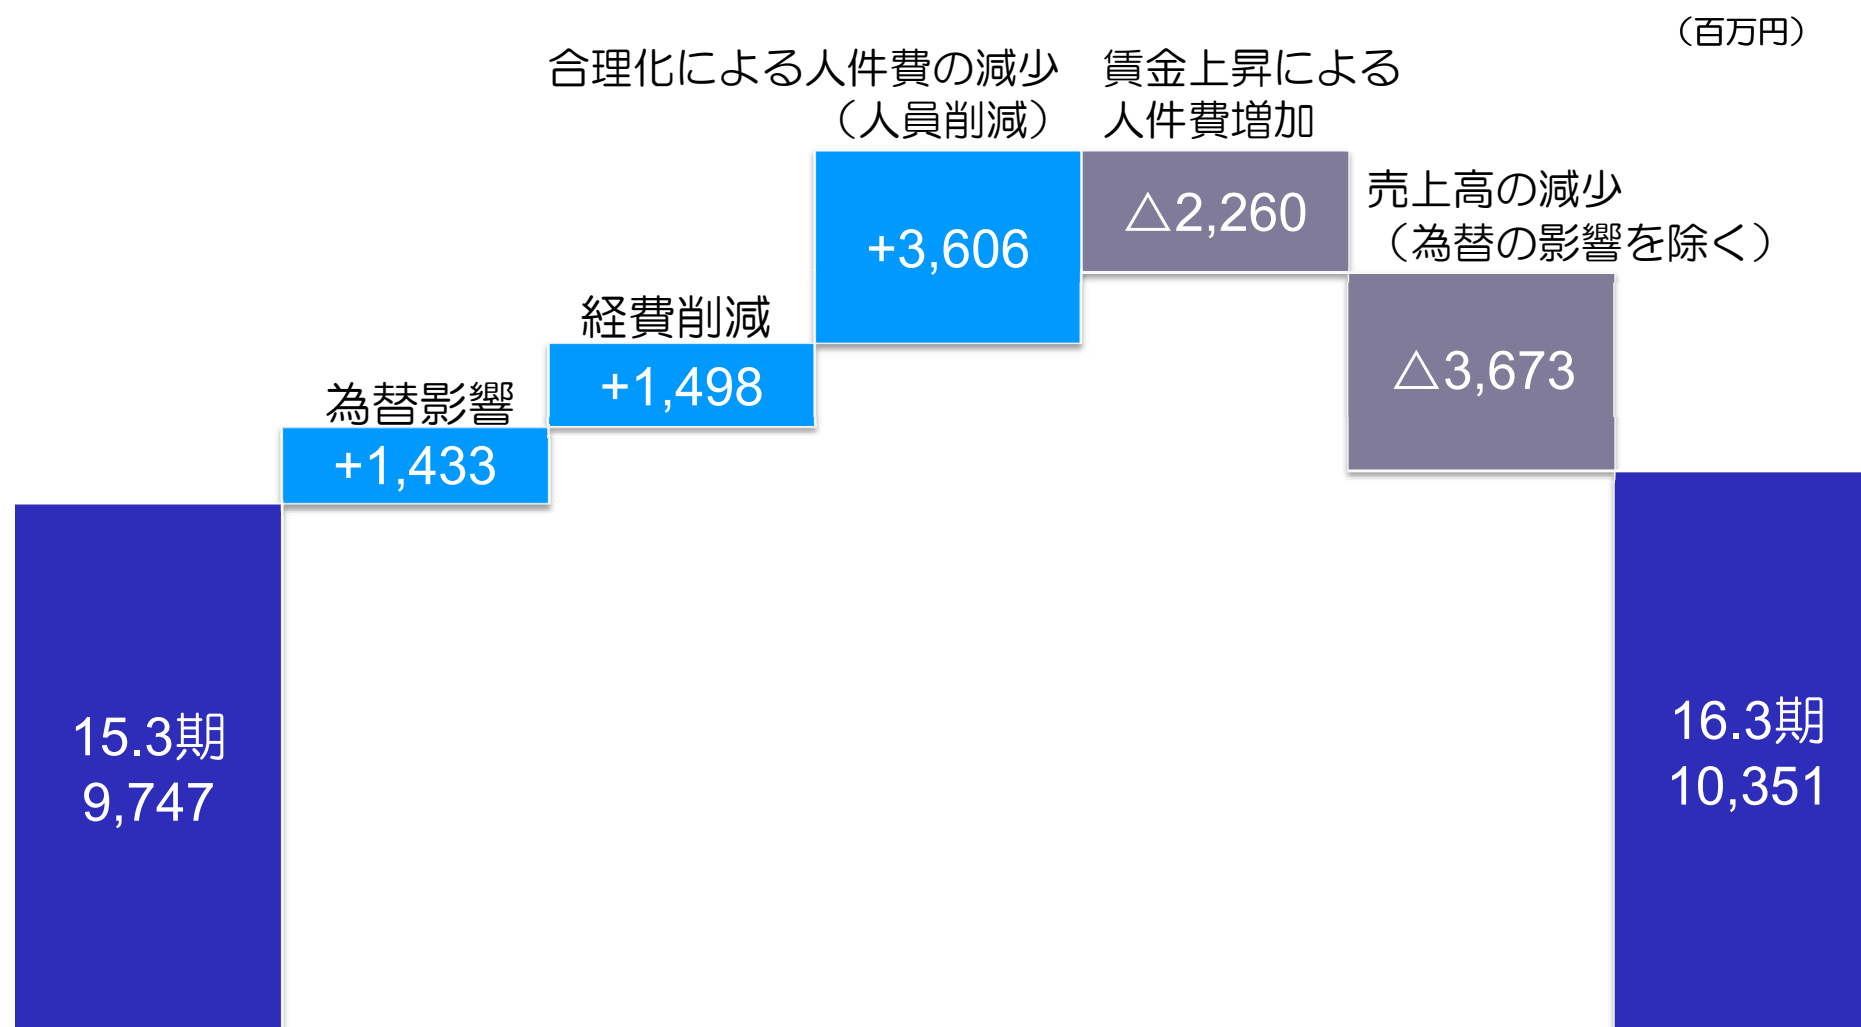 （百万円）
合理化による人件費の減少
（人員削減）
賃金上昇による
人件費増加
売上高の減少
（為替の影響を除く）
△2,260
+3,606
経費削減
△3,673
+1,498
為替影響
+1,433
15.3期
9,747
16.3期
10,351